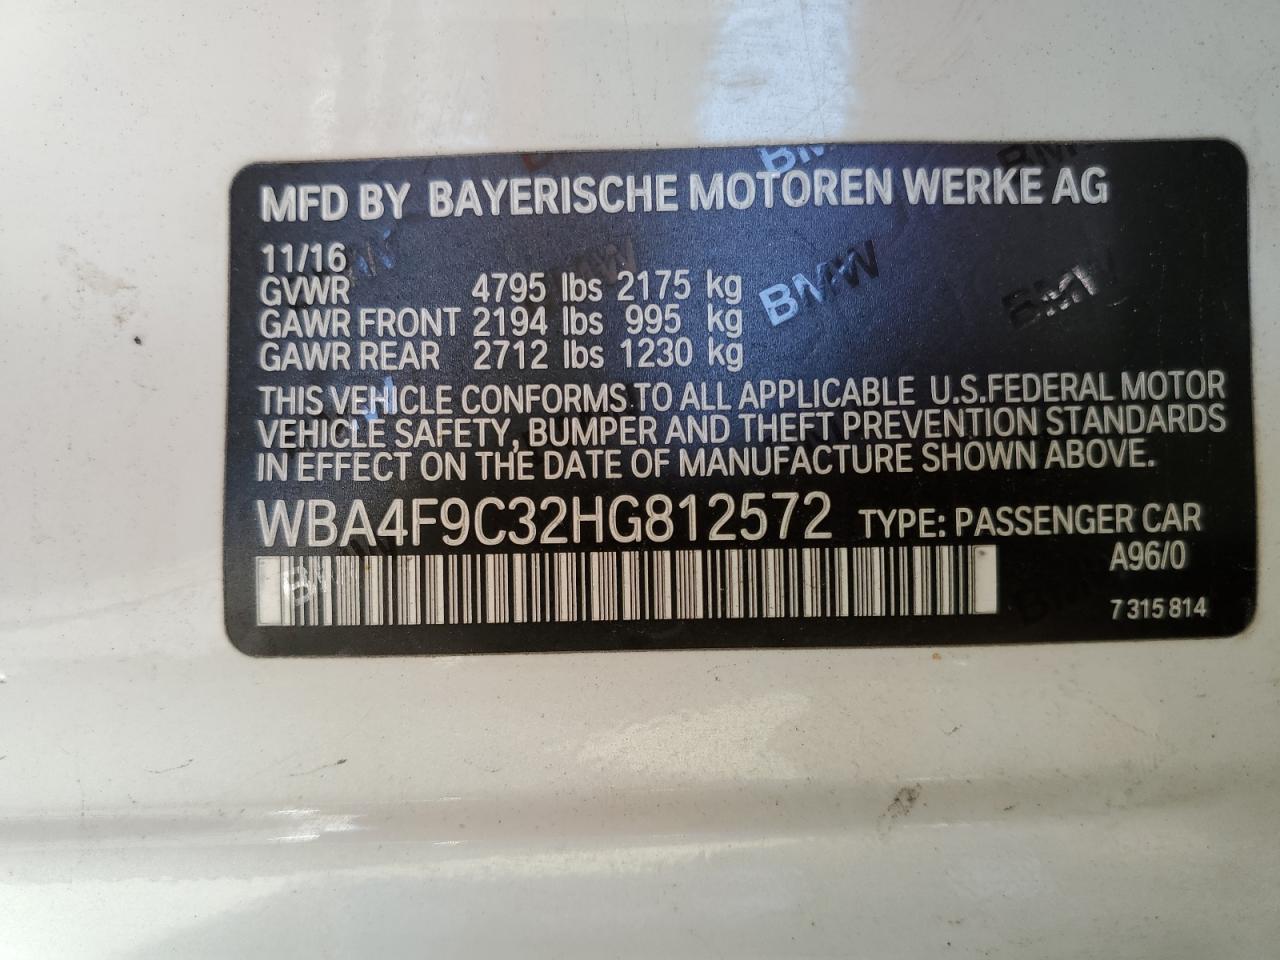 MFD BY BAYERISCHE MOTOREN WERKE AG
11/16
GVWR 4795 lbs 2175 kg
GAWR FRONT 2194 lbs 995 kg
GAWR REAR 2712 lbs 1230 kg
BMW
BMW
THIS VEHICLE CONFORMS TO ALL APPLICABLE U.S.FEDERAL MOTOR
VEHICLE SAFETY, BUMPER AND THEFT PREVENTION STANDARDS
IN EFFECT ON THE DATE OF MANUFACTURE SHOWN ABOVE.
WBA4F9C32HG812572 TYPE: PASSENGER CAR
A96/0
7 315 814